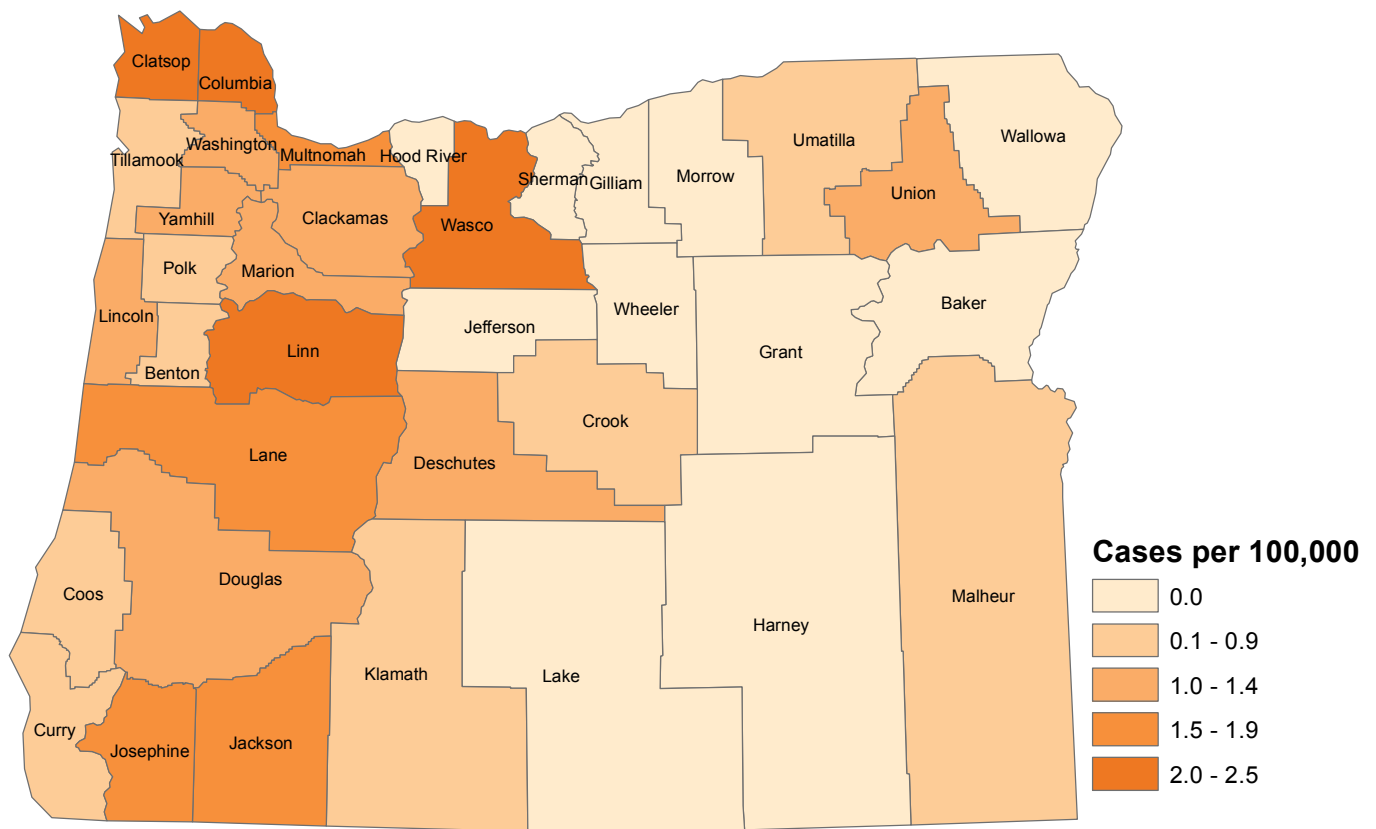 Clatsop
Columbia
Tillamook
Washington
Multnomah
Hood River
Sherman
Gilliam
Morrow
Umatilla
Wallowa
Union
Yamhill
Clackamas
Wasco
Polk
Marion
Lincoln
Benton
Linn
Jefferson
Wheeler
Grant
Baker
Crook
Lane
Deschutes
Douglas
Coos
Malheur
Harney
Klamath
Lake
Curry
Josephine
Jackson
Cases per 100,000
0.0
0.1 - 0.9
1.0 - 1.4
1.5 - 1.9
2.0 - 2.5